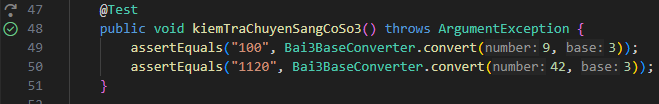 47 @Test
48 public void kiemTraChuyenSangCoSo3() throws ArgumentException {
49 assertEquals("100", Bai3BaseConverter.convert(number: 9, base: 3));
50 assertEquals("1120", Bai3BaseConverter.convert(number: 42, base: 3));
51 }